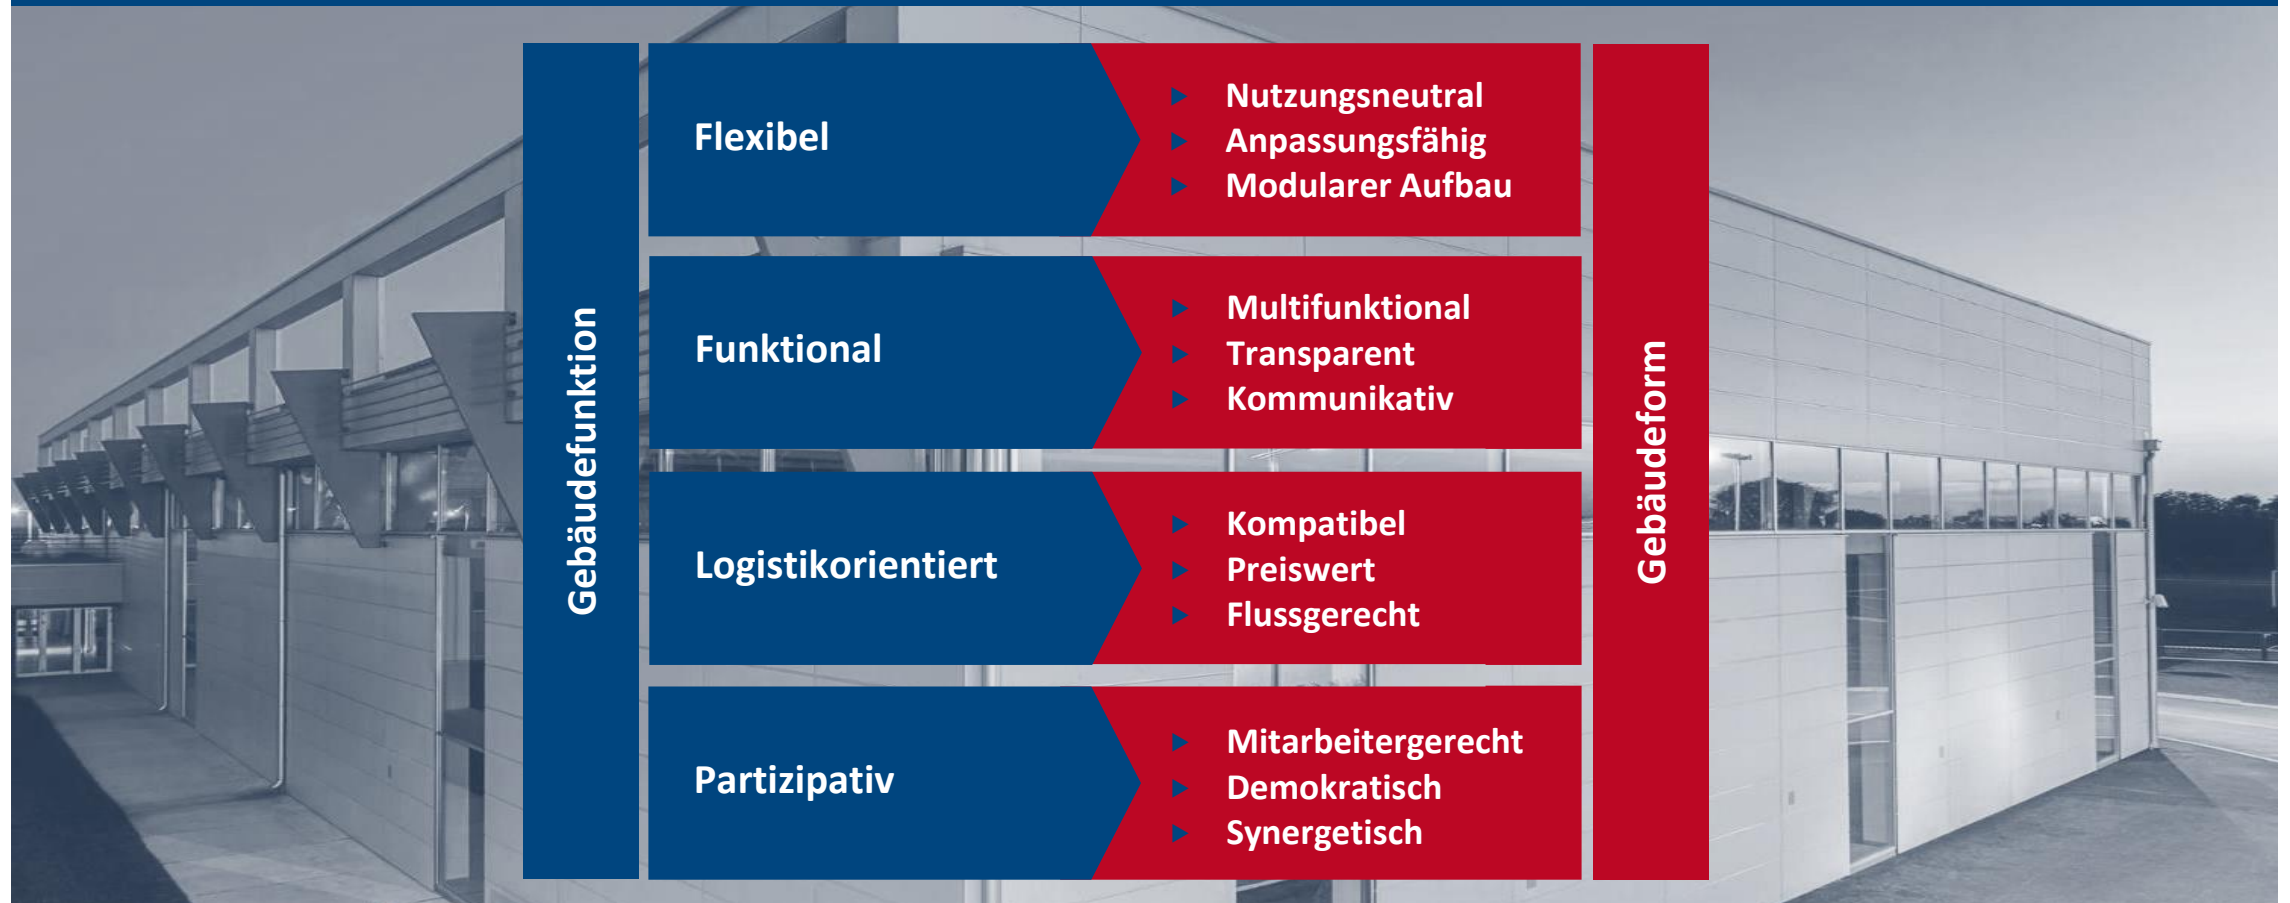 Gebäudefunktion
Flexibel
Nutzungsneutral
Anpassungsfähig
Modularer Aufbau
Funktional
Multifunktional
Transparent
Kommunikativ
Logistikorientiert
Kompatibel
Preiswert
Flussgerecht
Partizipativ
Mitarbeitergerecht
Demokratisch
Synergetisch
Gebäudeform